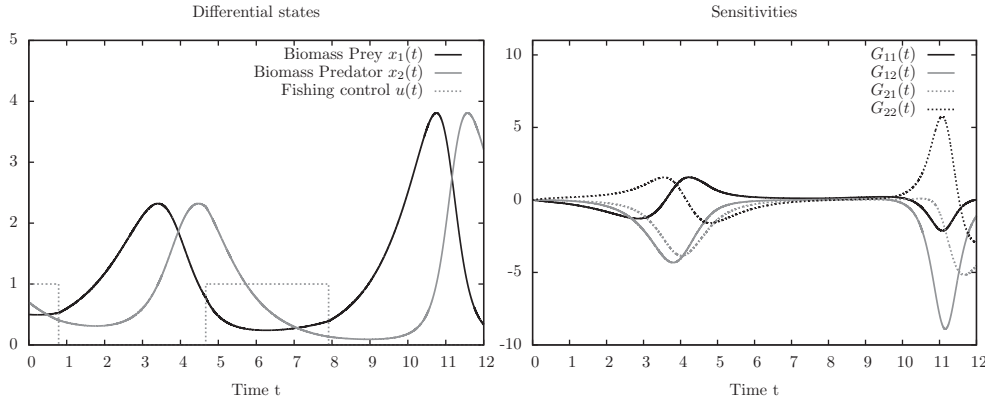 Differential states
5
4
3
2
1
0
0 1 2 3 4 5 6 7 8 9 10 11 12
Time t
Biomass Prey x₁(t)
Biomass Predator x₂(t)
Fishing control u(t)
Sensitivities
10
5
0
-5
-10
0 1 2 3 4 5 6 7 8 9 10 11 12
Time t
G₁₁(t)
G₁₂(t)
G₂₁(t)
G₂₂(t)